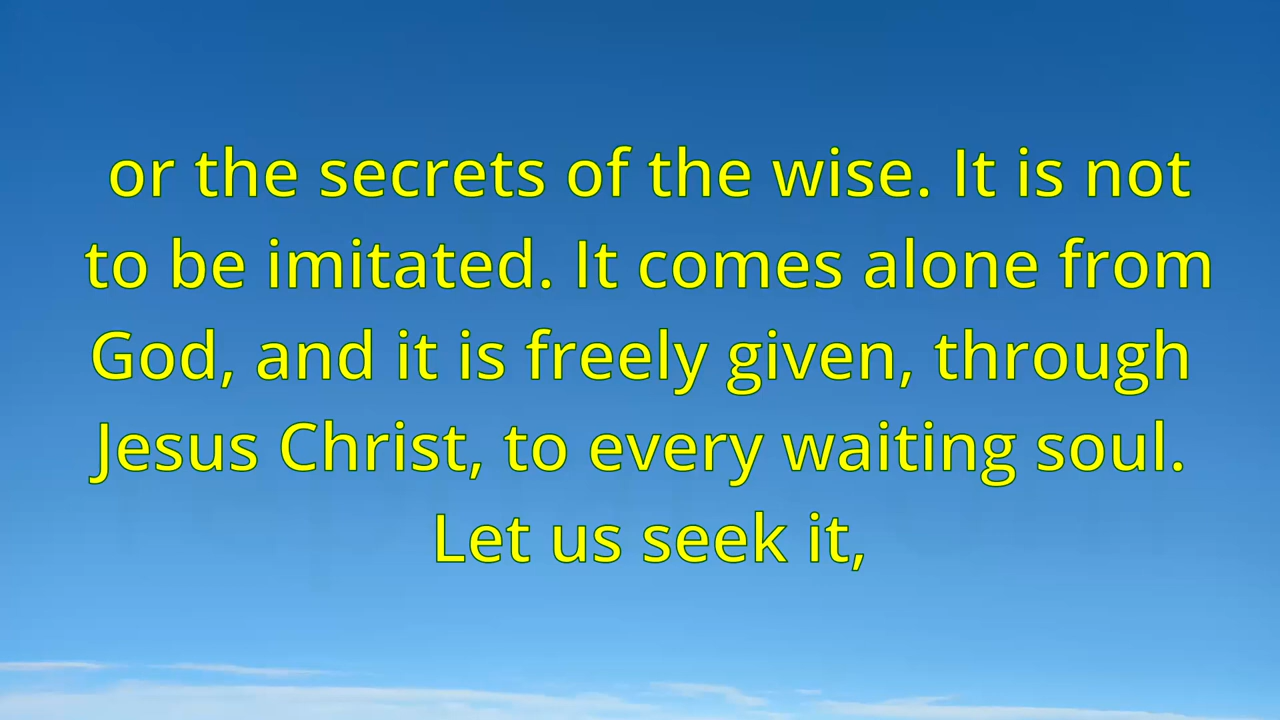 or the secrets of the wise. It is not
to be imitated. It comes alone from
God, and it is freely given, through
Jesus Christ, to every waiting soul.
Let us seek it,